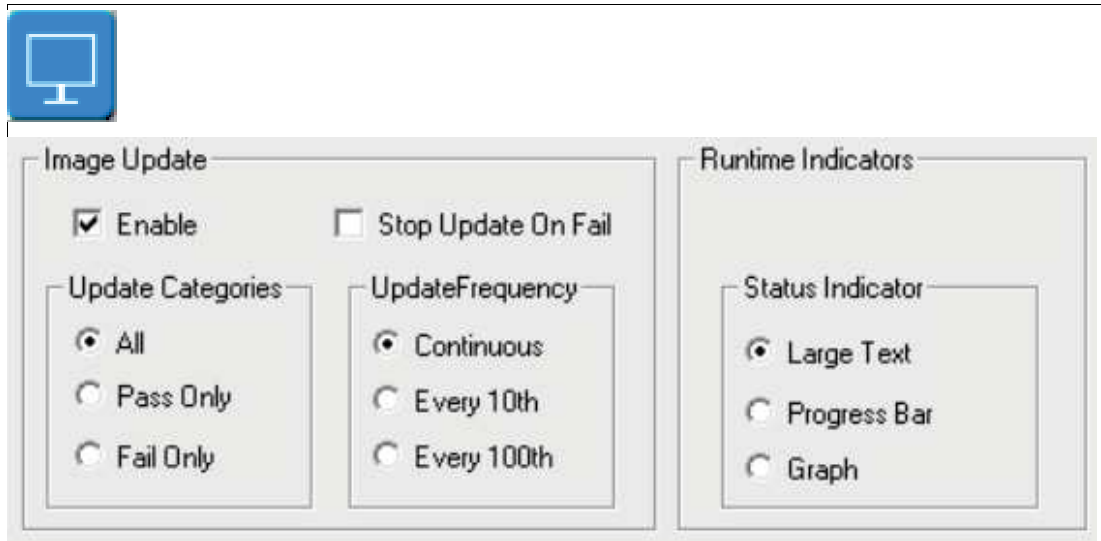 Image Update
Enable
Stop Update On Fail
Update Categories
All
Pass Only
Fail Only
UpdateFrequency
Continuous
Every 10th
Every 100th
Runtime Indicators
Status Indicator
Large Text
Progress Bar
Graph